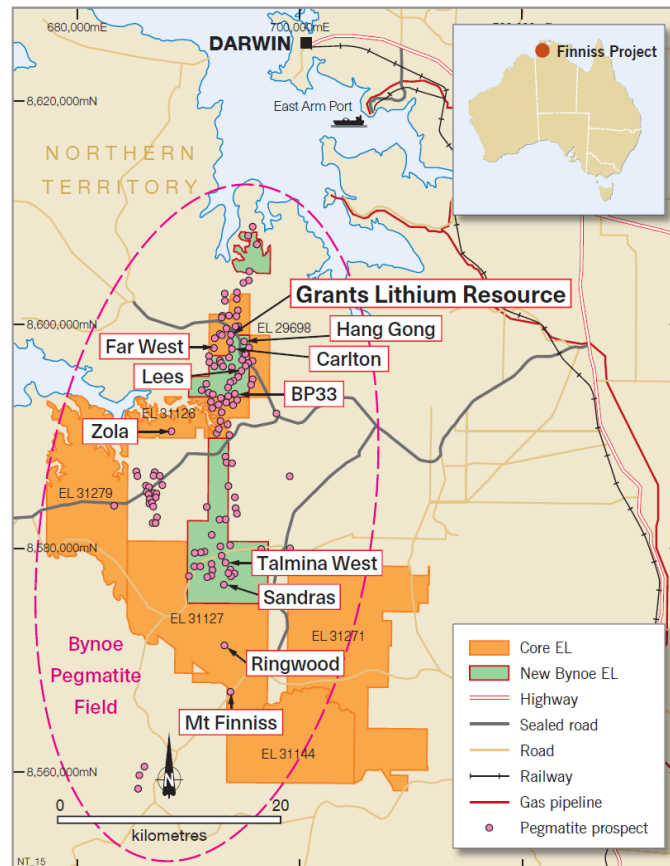 680,000mE
700,000mE
DARWIN
Finniss Project
8,620,000mN
East Arm Port
NORTHERN
TERRITORY
Grants Lithium Resource
8,600,000mN
EL 29698
Hang Gong
Far West
Carlton
Lees
BP33
EL 31126
Zola
EL 31279
8,580,000mN
Talmina West
Sandras
EL 31127
EL 31271
Ringwood
Bynoe
Pegmatite
Field
Mt Finniss
EL 31144
8,560,000mN
N
0 20
kilometres
NT_15
Core EL
New Bynoe EL
Highway
Sealed road
Road
Railway
Gas pipeline
Pegmatite prospect